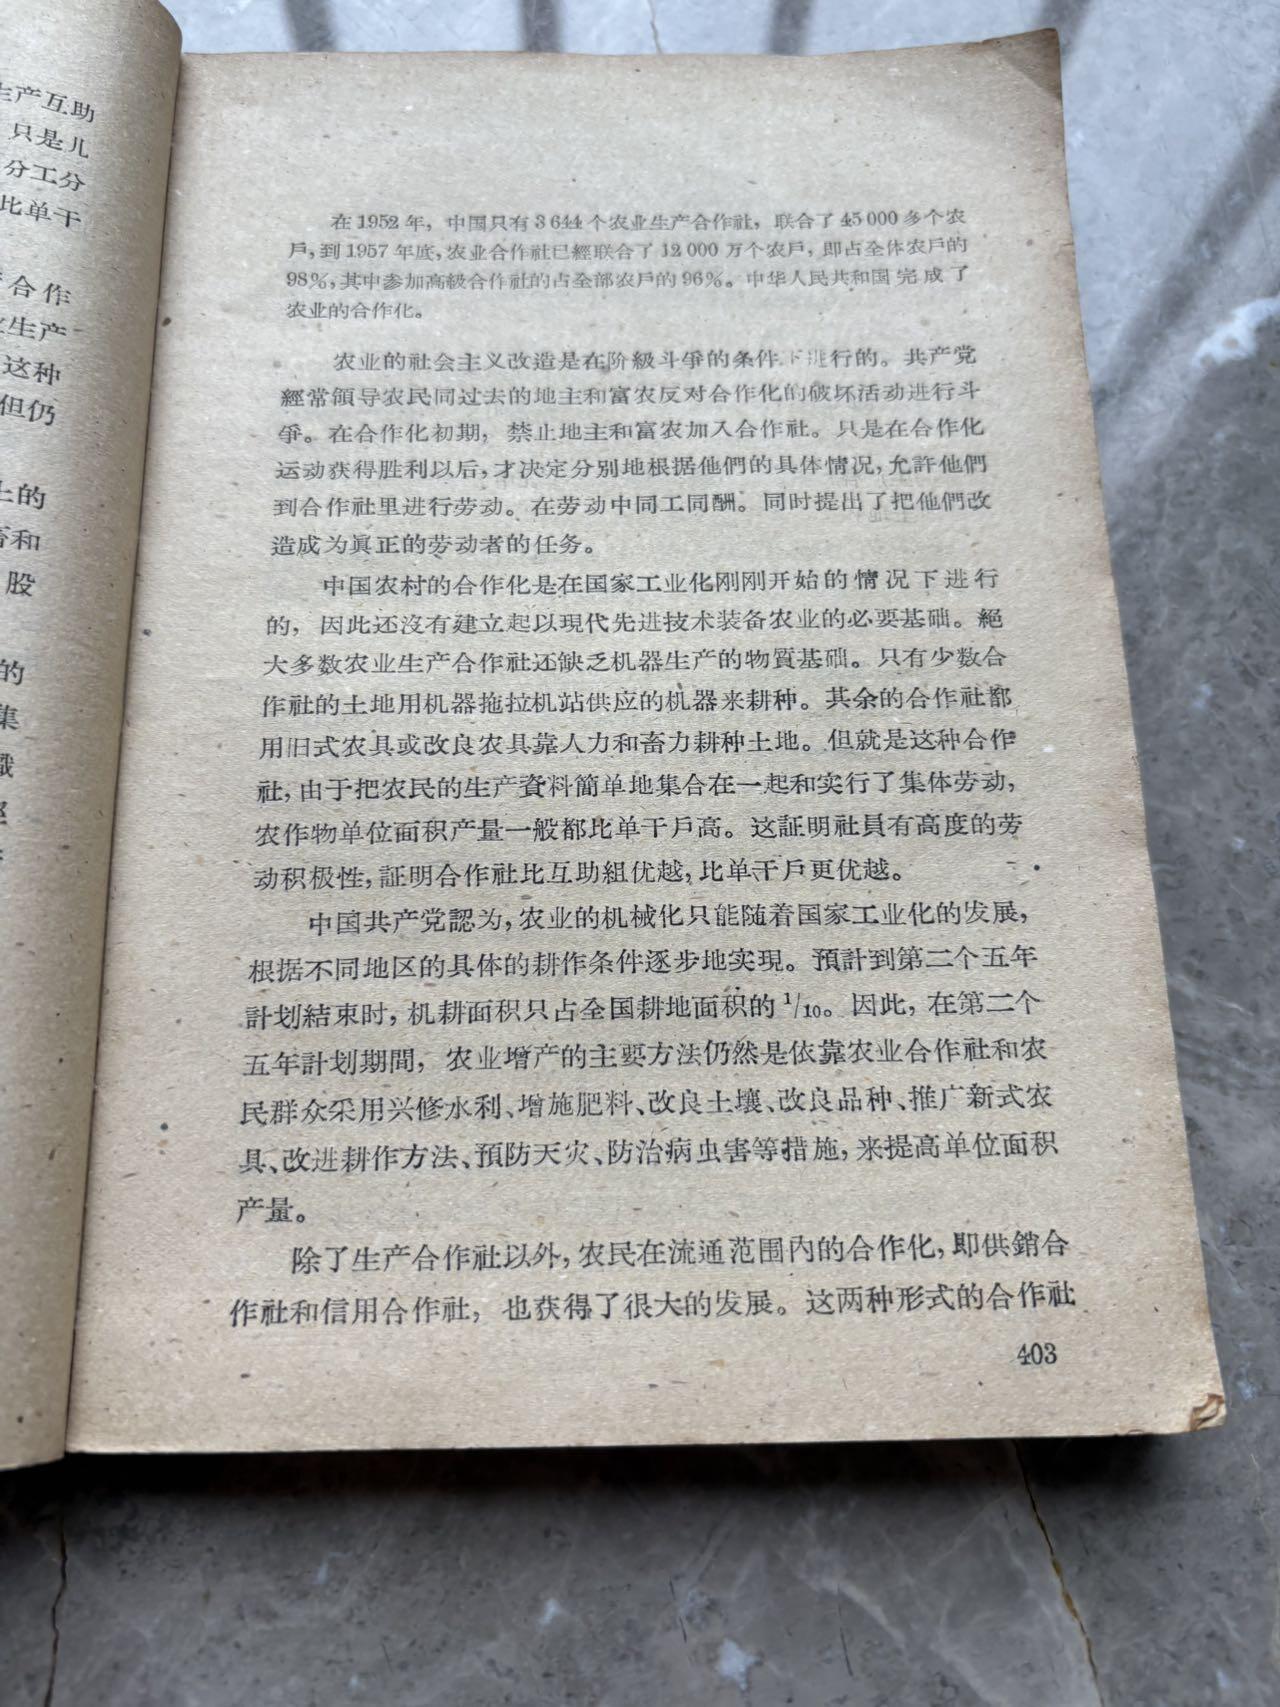 生产互助
只是儿
分工分
比单干
合作
业生产
这种
但仍
上的
畜和
股
的
集
在1952年，中国只有3 644个农业生产合作社，联合了45 000多个农
戶，到1957年底，农业合作社已經联合了12 000万个农戶，即占全体农戶的
98%，其中参加高級合作社的占全部农戶的96%。中华人民共和国完成了
农业的合作化。
农业的社会主义改造是在阶級斗爭的条件下进行的。共产党
經常領导农民同过去的地主和富农反对合作化的破坏活动进行斗
爭。在合作化初期，禁止地主和富农加入合作社。只是在合作化
运动获得胜利以后，才决定分別地根据他們的具体情况，允許他們
到合作社里进行劳动。在劳动中同工同酬。同时提出了把他們改
造成为眞正的劳动者的任务。
中国农村的合作化是在国家工业化刚刚开始的情况下进行
的，因此还沒有建立起以現代先进技术装备农业的必要基础。絕
大多数农业生产合作社还缺乏机器生产的物質基础。只有少数合
作社的土地用机器拖拉机站供应的机器来耕种。其余的合作社都
用旧式农具或改良农具靠人力和畜力耕种土地。但就是这种合作
社，由于把农民的生产資料簡单地集合在一起和实行了集体劳动，
农作物单位面积产量一般都比单干戶高。这証明社員有高度的劳
动积极性，証明合作社比互助組优越，比单干戶更优越。
中国共产党認为，农业的机械化只能随着国家工业化的发展，
根据不同地区的具体的耕作条件逐步地实現。預計到第二个五年
計划結束时，机耕面积只占全国耕地面积的1/10。因此，在第二个
五年計划期間，农业增产的主要方法仍然是依靠农业合作社和农
民群众采用兴修水利、增施肥料、改良土壤、改良品种、推广新式农
具、改进耕作方法、預防天灾、防治病虫害等措施，来提高单位面积
产量。
除了生产合作社以外，农民在流通范围内的合作化，即供銷合
作社和信用合作社，也获得了很大的发展。这两种形式的合作社
403